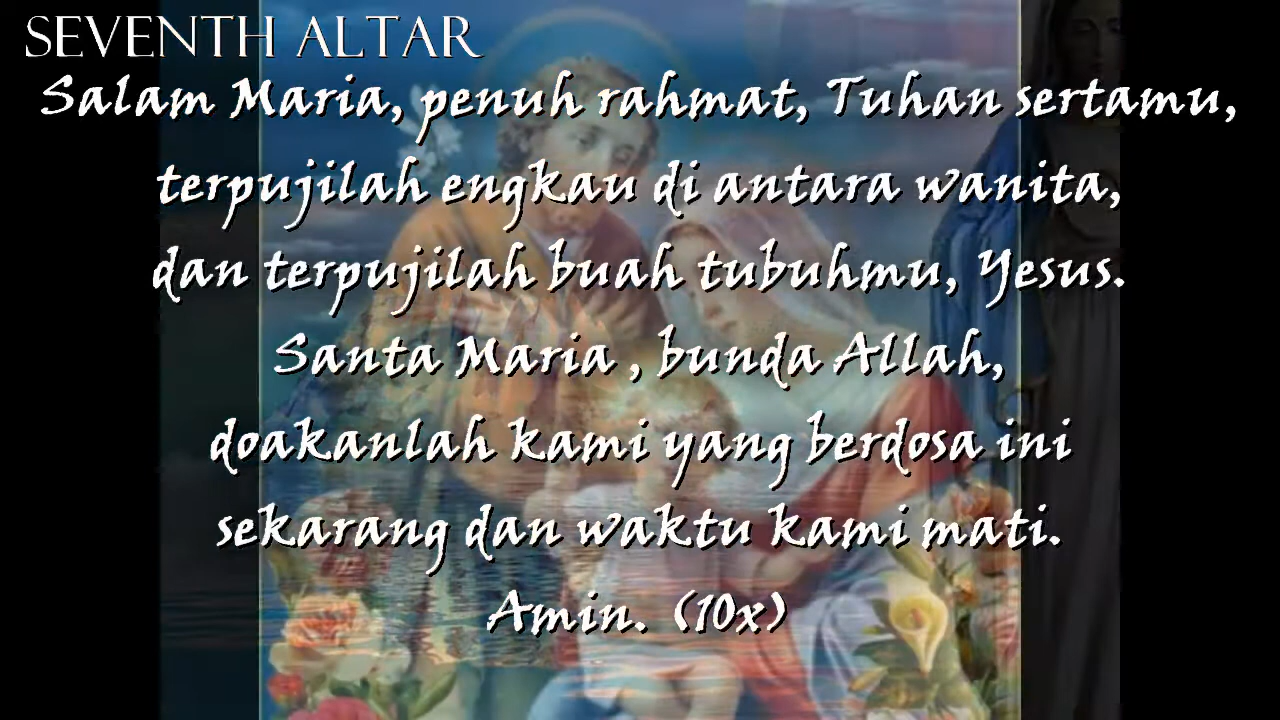 SEVENTH ALTAR
Salam Maria, penuh rahmat, Tuhan sertamu,
terpujilah engkau di antara wanita,
dan terpujilah buah tubuhmu, Yesus.
Santa Maria , bunda Allah,
doakanlah kami yang berdosa ini
sekarang dan waktu kami mati.
Amin. (10x)